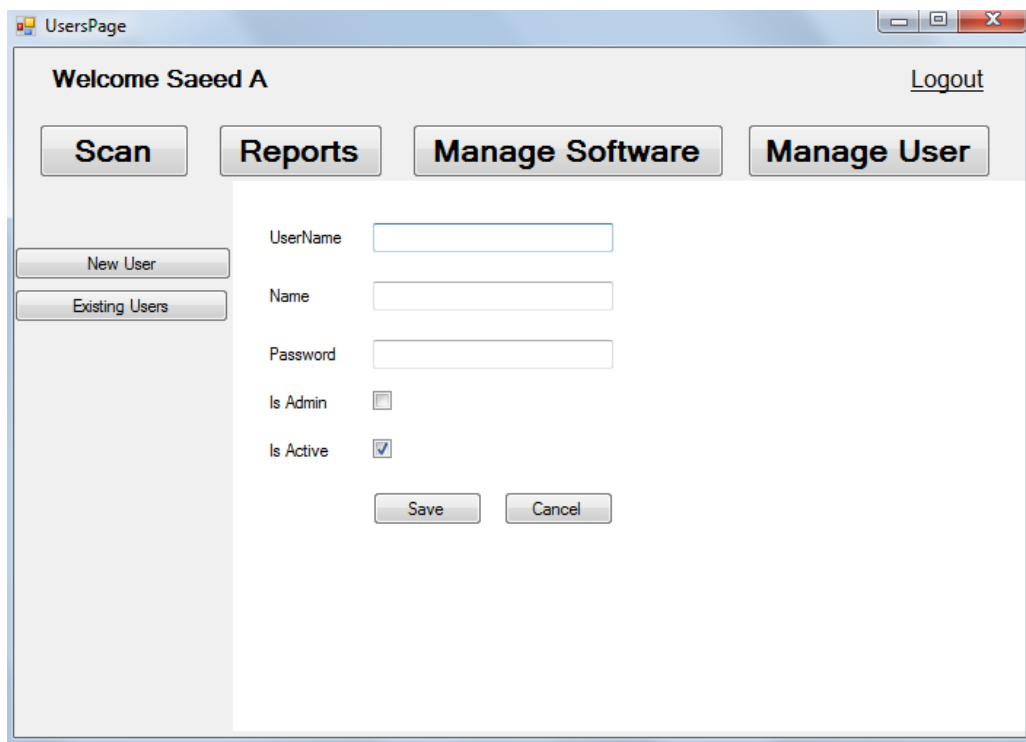 UsersPage
Welcome Saeed A
Logout
Scan
Reports
Manage Software
Manage User
New User
Existing Users
UserName
Name
Password
Is Admin
Is Active
Save
Cancel